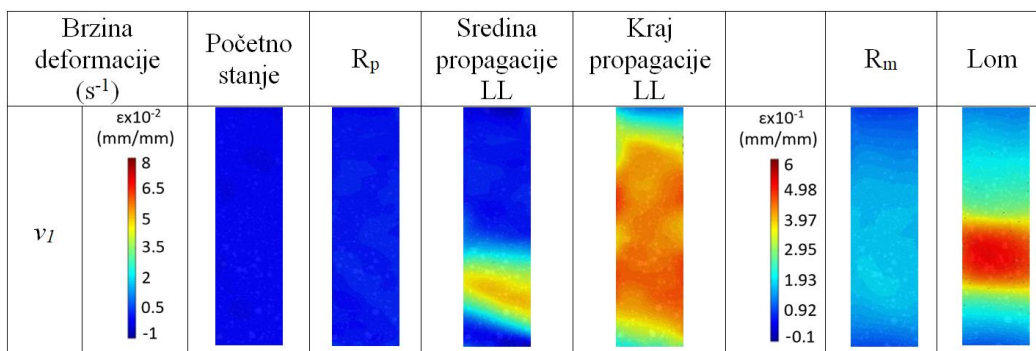 Brzina
deformacije
(s⁻¹)
Početno
stanje
Rₚ
Sredina
propagacije
LL
Kraj
propagacije
LL
Rₘ
Lom
v₁
εx10⁻²
(mm/mm)
8
6.5
5
3.5
2
0.5
-1
εx10⁻¹
(mm/mm)
6
4.98
3.97
2.95
1.93
0.92
-0.1